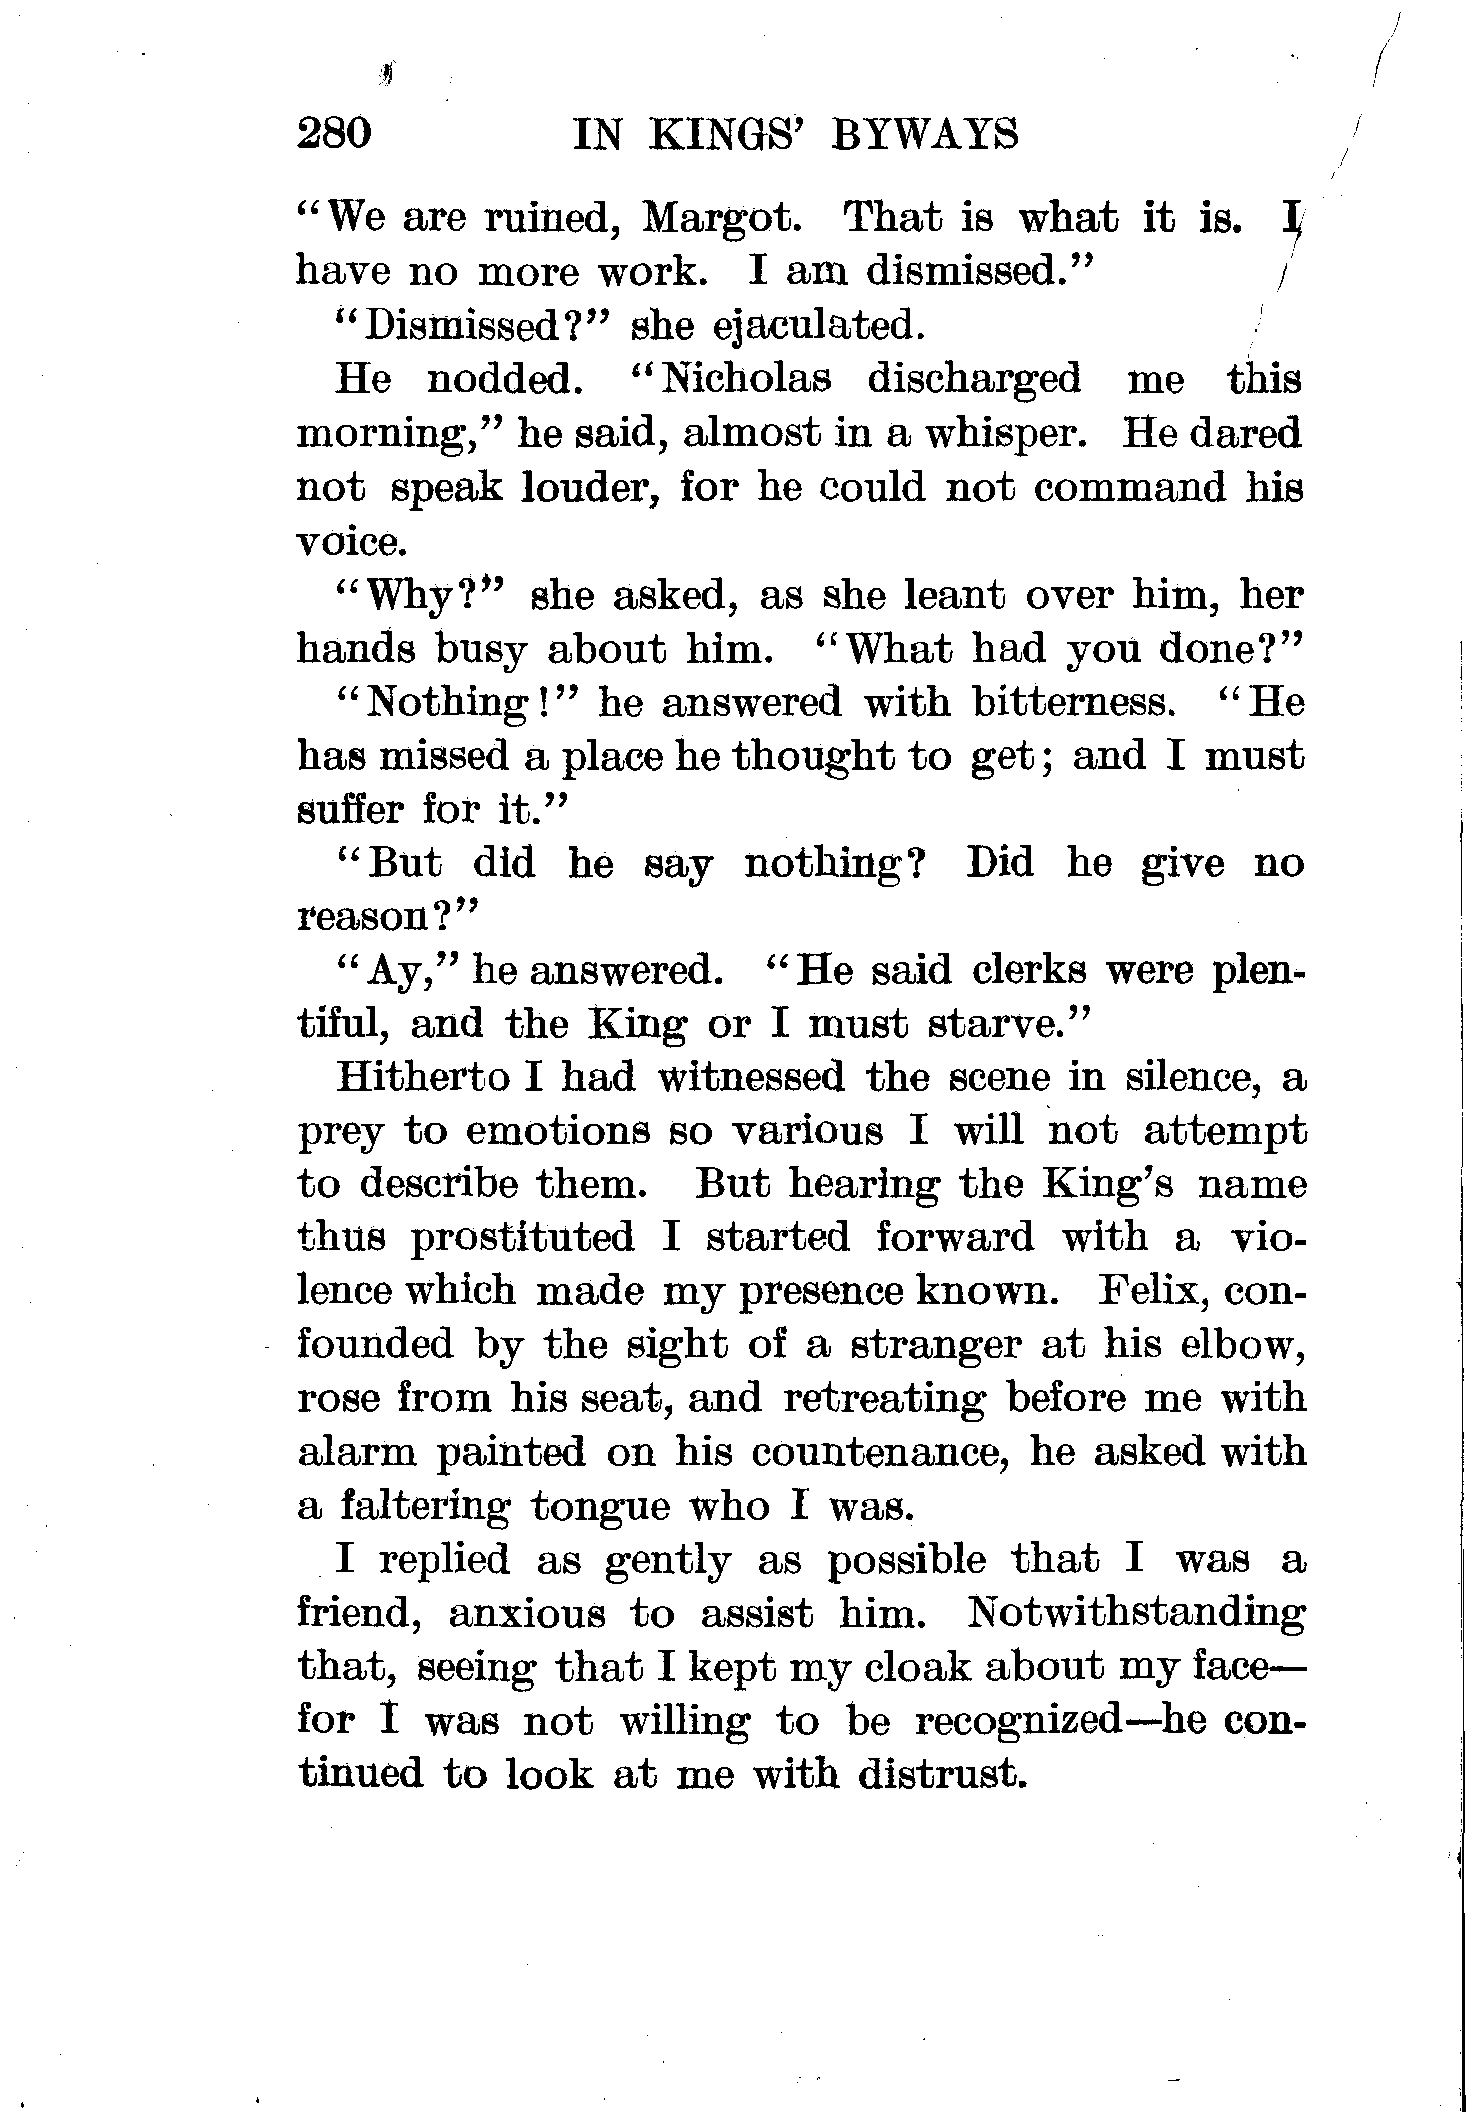 280 IN KINGS' BYWAYS
"We are ruined, Margot. That is what it is. I
have no more work. I am dismissed."
"Dismissed?" she ejaculated.
He nodded. "Nicholas discharged me this
morning," he said, almost in a whisper. He dared
not speak louder, for he could not command his
voice.
"Why?" she asked, as she leant over him, her
hands busy about him. "What had you done?"
"Nothing!" he answered with bitterness. "He
has missed a place he thought to get; and I must
suffer for it."
"But did he say nothing? Did he give no
reason?"
"Ay," he answered. "He said clerks were plen-
tiful, and the King or I must starve."
Hitherto I had witnessed the scene in silence, a
prey to emotions so various I will not attempt
to describe them. But hearing the King's name
thus prostituted I started forward with a vio-
lence which made my presence known. Felix, con-
founded by the sight of a stranger at his elbow,
rose from his seat, and retreating before me with
alarm painted on his countenance, he asked with
a faltering tongue who I was.
I replied as gently as possible that I was a
friend, anxious to assist him. Notwithstanding
that, seeing that I kept my cloak about my face—
for I was not willing to be recognized—he con-
tinued to look at me with distrust.